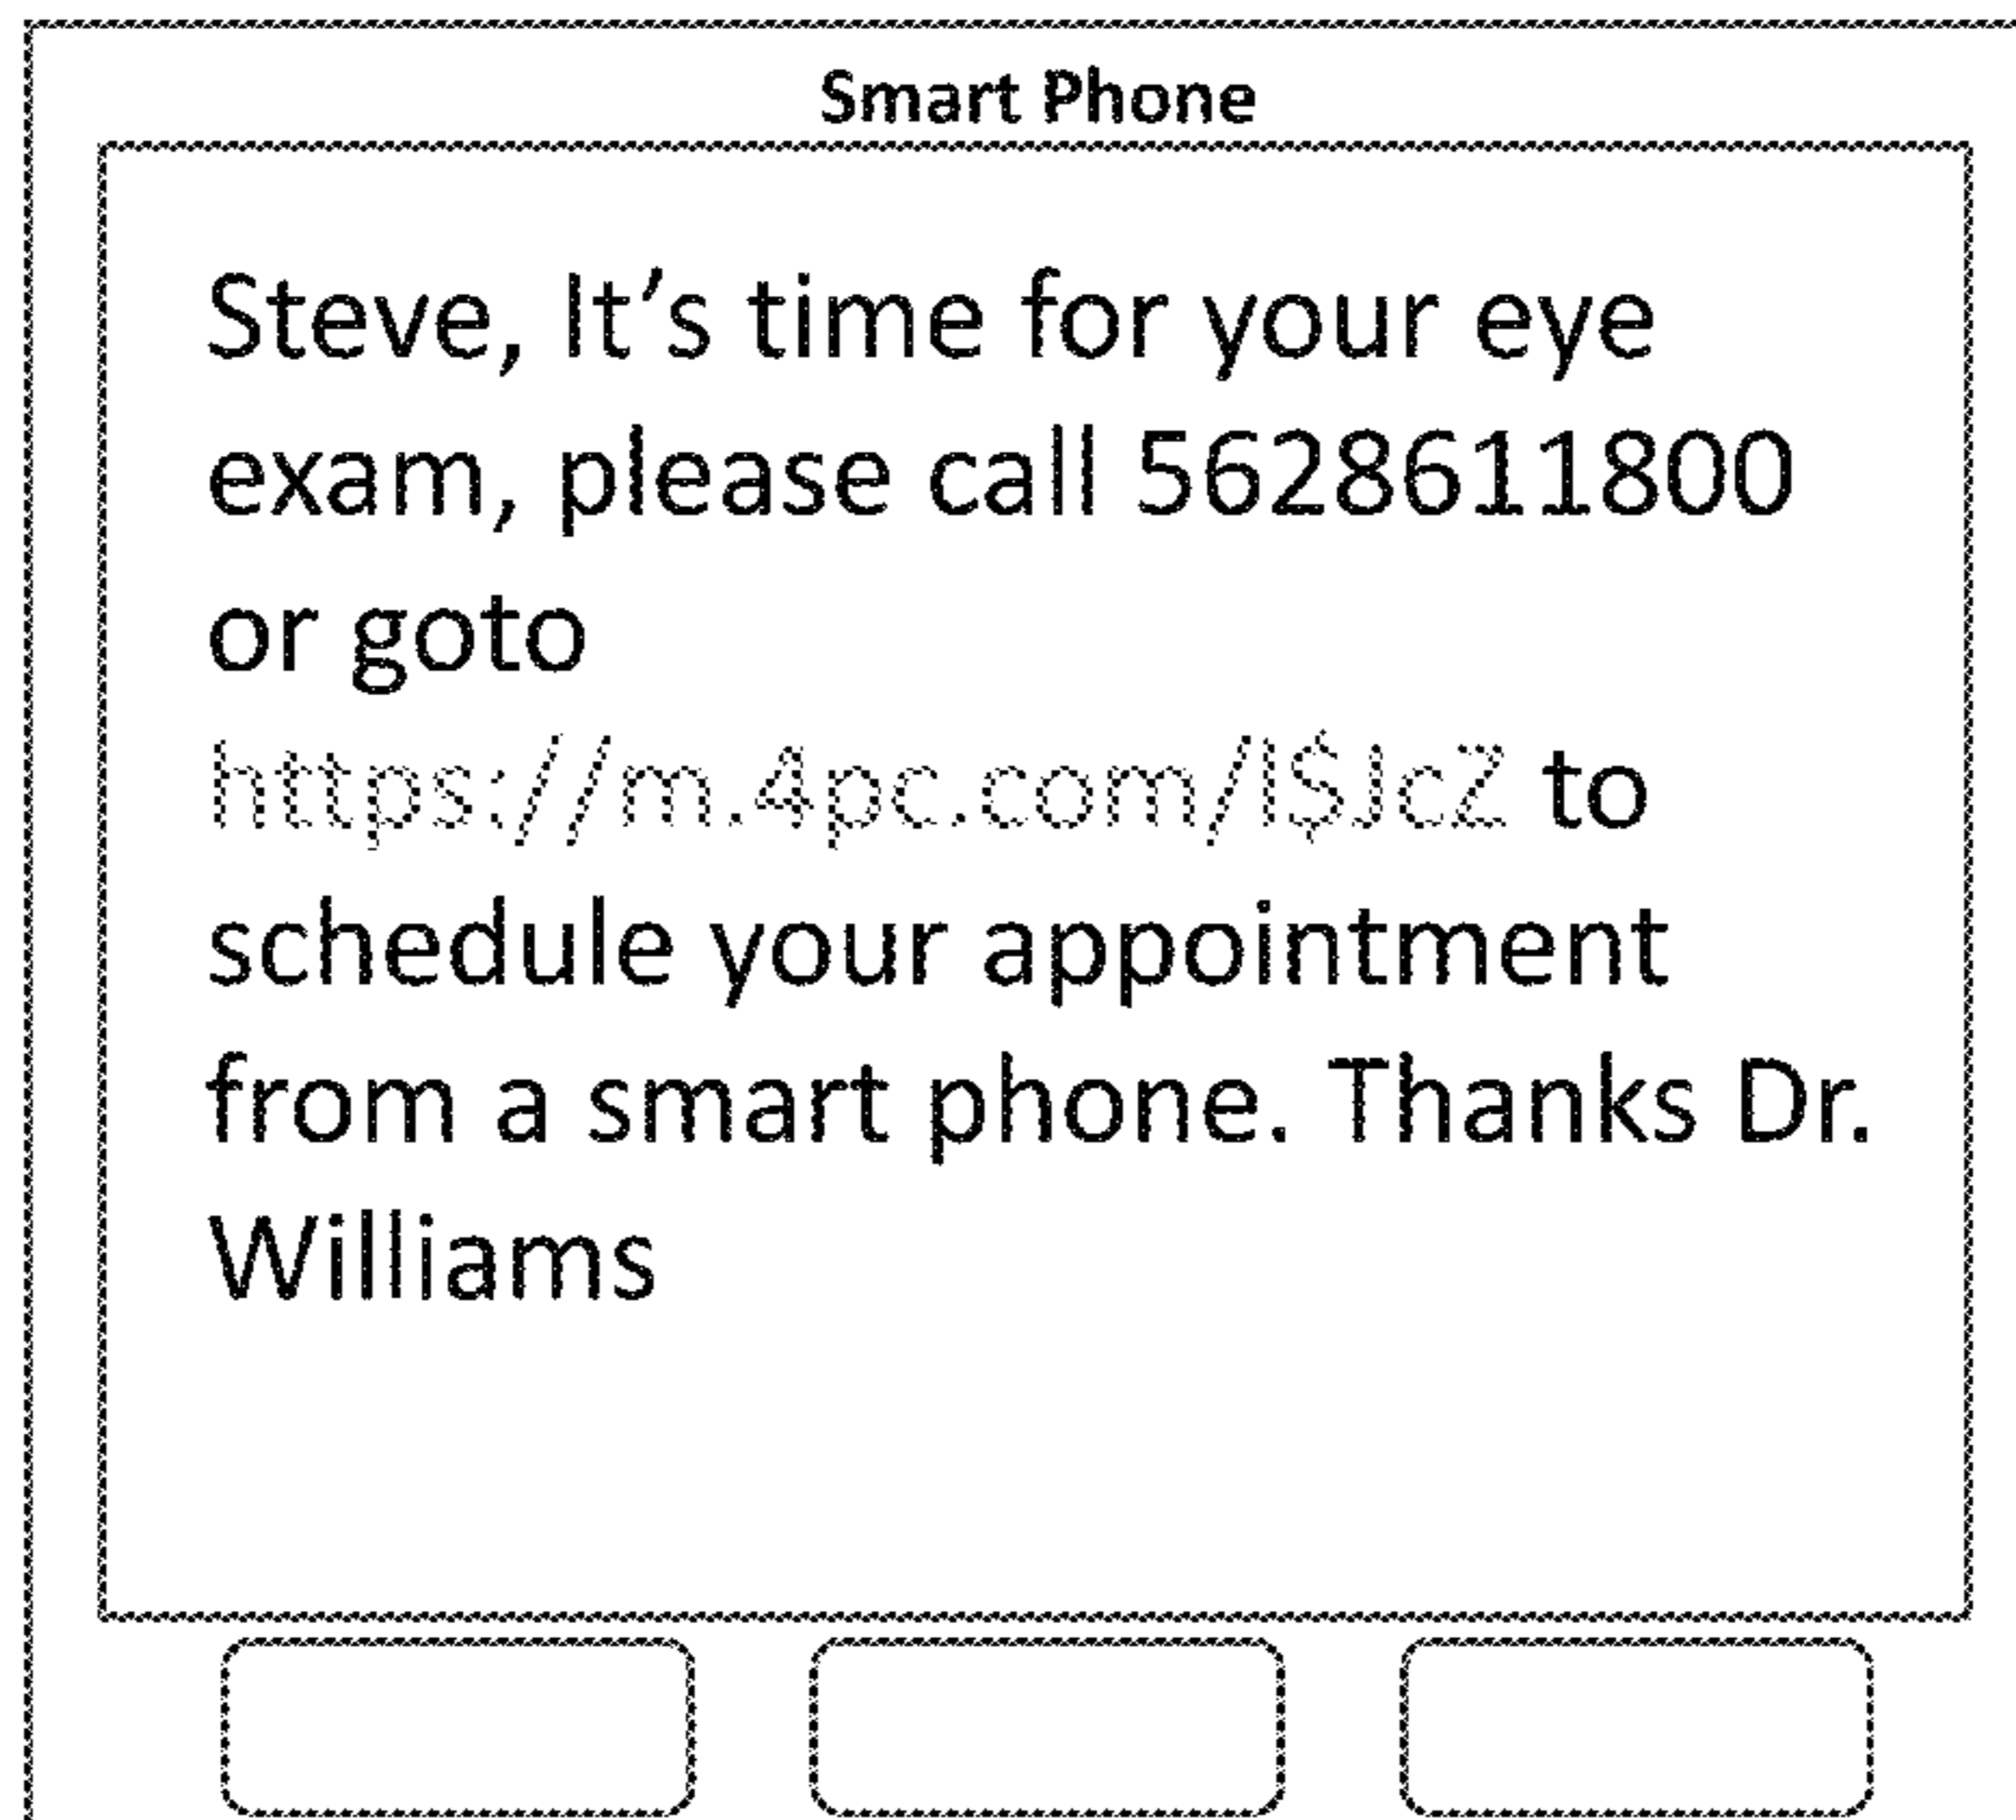 Smart Phone
Steve, It’s time for your eye
exam, please call 5628611800
or goto
https://m.4pc.com/I$JcZ to
schedule your appointment
from a smart phone. Thanks Dr.
Williams